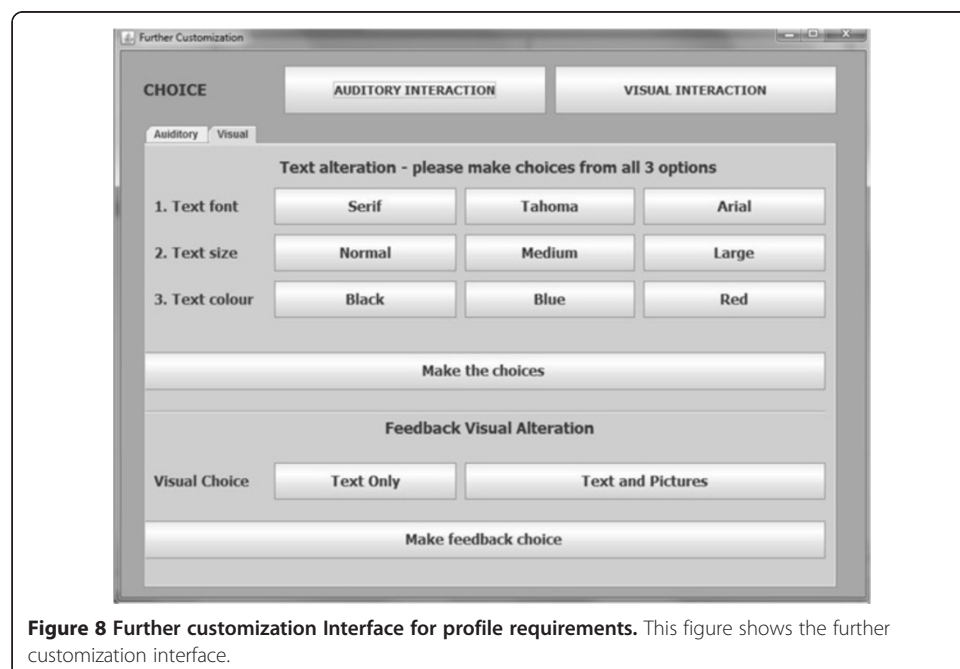 Further Customization
CHOICE AUDITORY INTERACTION VISUAL INTERACTION
Auiditory Visual
Text alteration - please make choices from all 3 options
1. Text font Serif Tahoma Arial
2. Text size Normal Medium Large
3. Text colour Black Blue Red
Make the choices
Feedback Visual Alteration
Visual Choice Text Only Text and Pictures
Make feedback choice
Figure 8 Further customization Interface for profile requirements. This figure shows the further
customization interface.